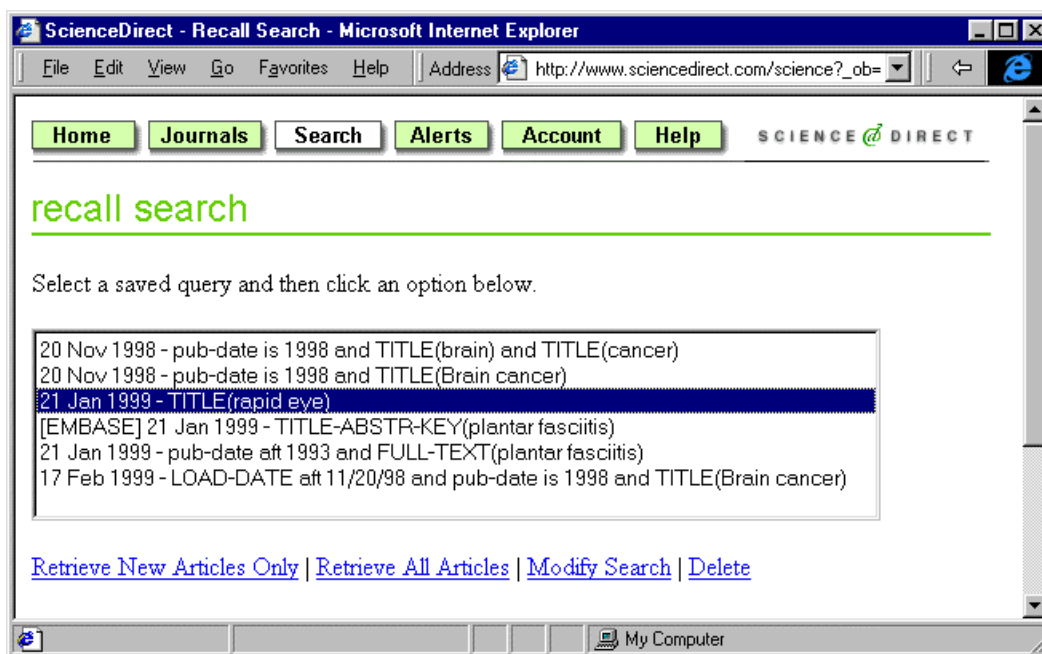 ScienceDirect - Recall Search - Microsoft Internet Explorer
File Edit View Go Favorites Help Address http://www.sciencedirect.com/science?_ob=
Home Journals Search Alerts Account Help SCIENCE @ DIRECT
recall search
Select a saved query and then click an option below.
20 Nov 1998 - pub-date is 1998 and TITLE(brain) and TITLE(cancer)
20 Nov 1998 - pub-date is 1998 and TITLE(Brain cancer)
21 Jan 1999 - TITLE(rapid eye)
[EMBASE] 21 Jan 1999 - TITLE-ABSTR-KEY(plantar fasciitis)
21 Jan 1999 - pub-date aft 1993 and FULL-TEXT(plantar fasciitis)
17 Feb 1999 - LOAD-DATE aft 11/20/98 and pub-date is 1998 and TITLE(Brain cancer)
Retrieve New Articles Only | Retrieve All Articles | Modify Search | Delete
My Computer